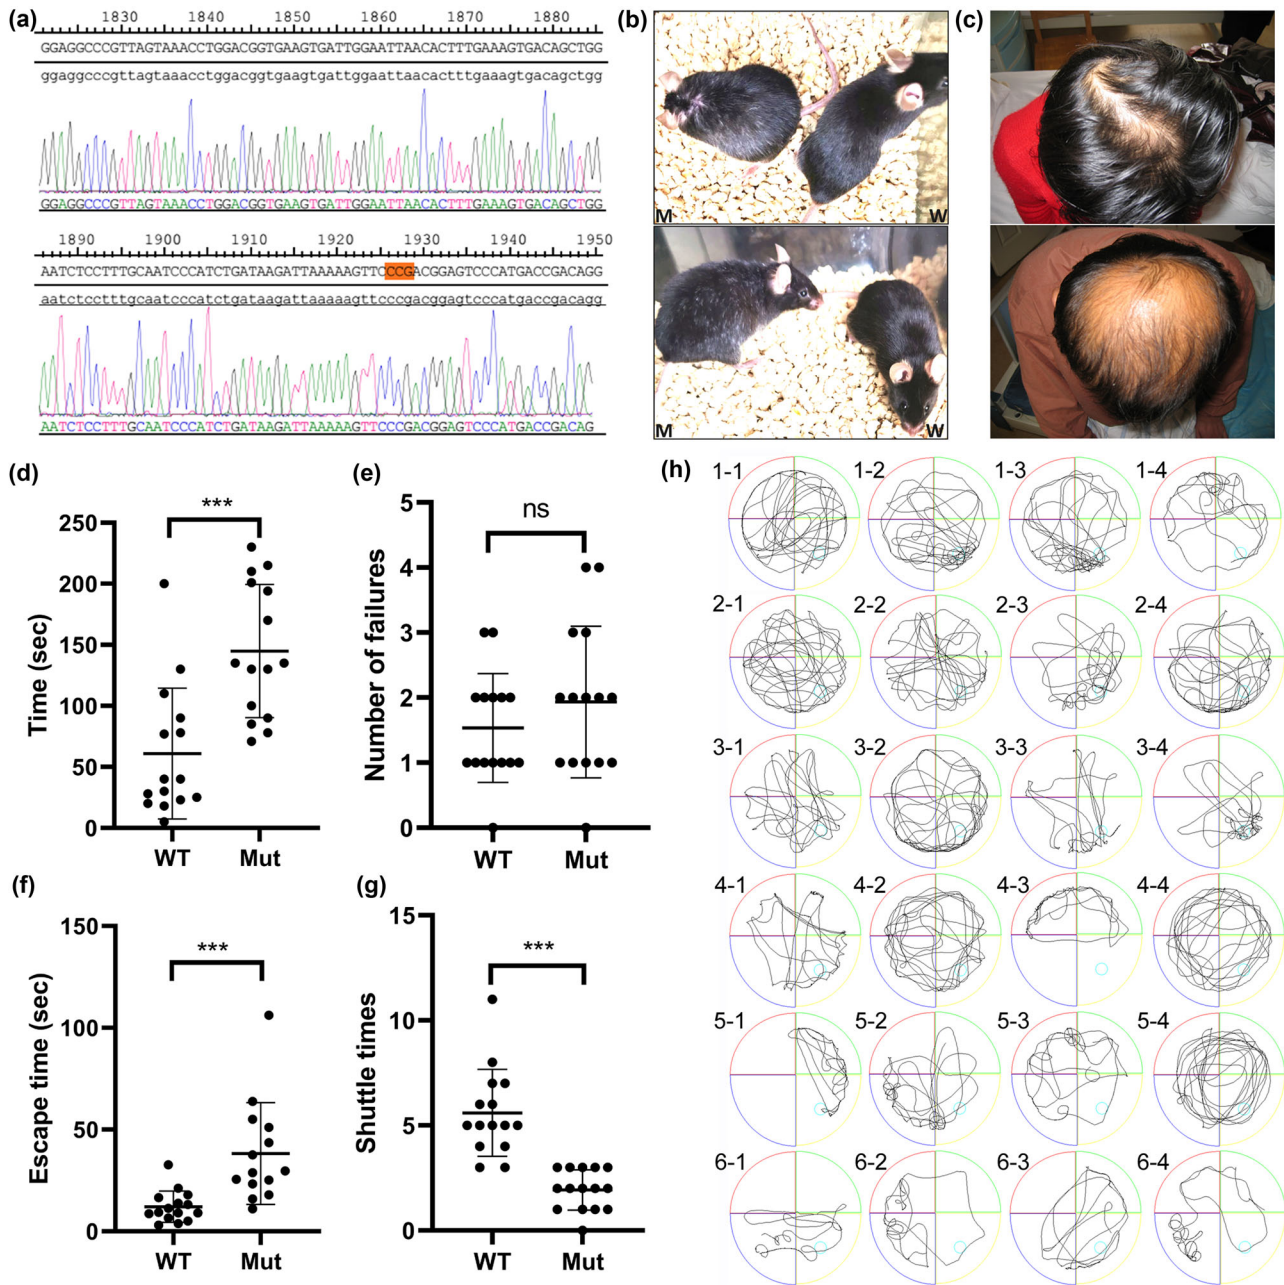 (a)
1830 1840 1850 1860 1870 1880
GGAGGCCCGTTAGTAAACCTGGACGGTGAAGTGATTGGAATTAACACTTTGAAAGTGACAGCTGG
ggaggcccgttagtaaacctggacggtgaagtgattggaattaacactttgaaagtgacagctgg
GGAGGCCCGTTAGTAAACCTGGACGGTGAAGTGATTGGAATTAACACTTTGAAAGTGACAGCTGG
1890 1900 1910 1920 1930 1940 1950
AATCTCCTTTGCAATCCCATCTGATAAGATTAAAAAGTTCCCCGACGGAGTCCCATGACCGACAGG
aatctcctttgcaatcccatctgataagattaaaaagttcccgacggagtcccatgaccgacagg
AATCTCCTTTGCAATCCCATCTGATAAGATTAAAAAGTTCCCGACGGAGTCCCATGACCGACAG
(b)
M W
M W
(c)
(d)
***
Time (sec)
250
200
150
100
50
0
WT Mut
(e)
ns
Number of failures
5
4
3
2
1
0
WT Mut
(f)
***
Escape time (sec)
150
100
50
0
WT Mut
(g)
***
Shuttle times
15
10
5
0
WT Mut
(h)
1-1 1-2 1-3 1-4
2-1 2-2 2-3 2-4
3-1 3-2 3-3 3-4
4-1 4-2 4-3 4-4
5-1 5-2 5-3 5-4
6-1 6-2 6-3 6-4